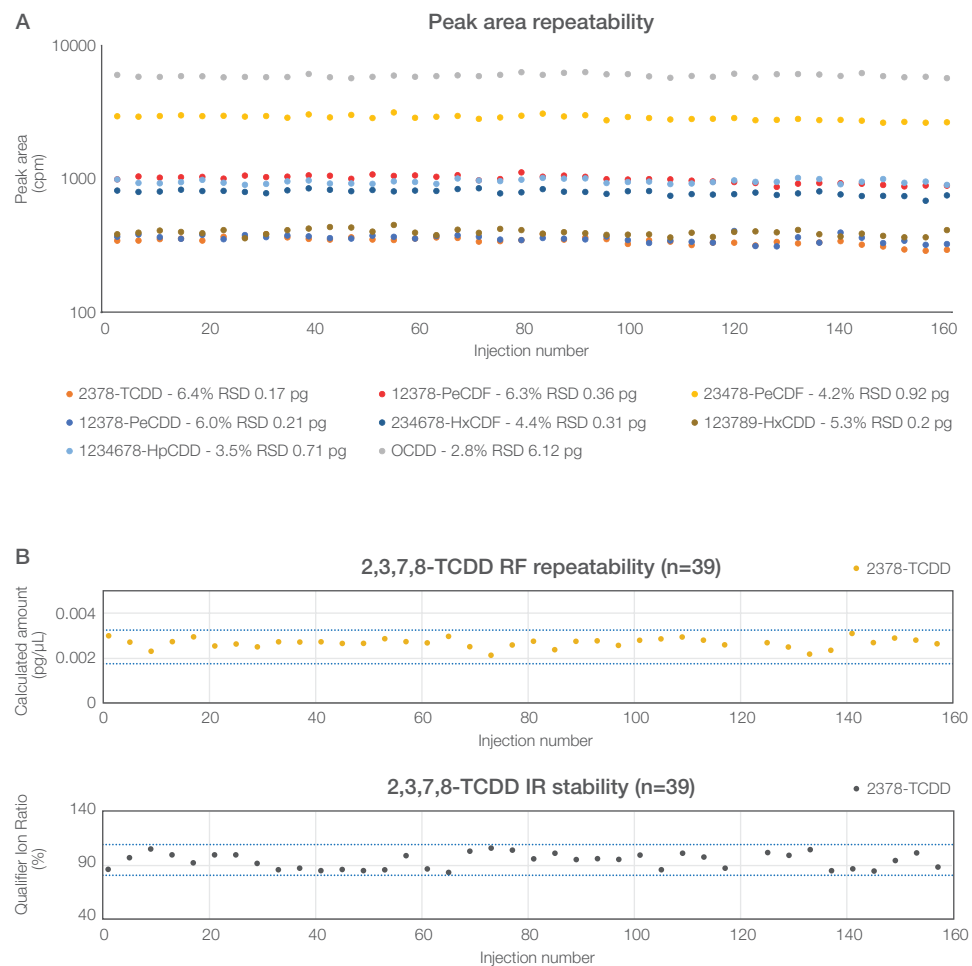 A
Peak area repeatability
Peak area
(cpm)
10000
1000
100
0 20 40 60 80 100 120 140 160
Injection number
2378-TCDD - 6.4% RSD 0.17 pg
12378-PeCDF - 6.3% RSD 0.36 pg
23478-PeCDF - 4.2% RSD 0.92 pg
12378-PeCDD - 6.0% RSD 0.21 pg
234678-HxCDF - 4.4% RSD 0.31 pg
123789-HxCDD - 5.3% RSD 0.2 pg
1234678-HpCDD - 3.5% RSD 0.71 pg
OCDD - 2.8% RSD 6.12 pg
B
2,3,7,8-TCDD RF repeatability (n=39)
2378-TCDD
Calculated amount
(pg/µL)
0.004
0.002
0
0 20 40 60 80 100 120 140 160
Injection number
2,3,7,8-TCDD IR stability (n=39)
2378-TCDD
Qualifier Ion Ratio
(%)
140
90
40
0 20 40 60 80 100 120 140 160
Injection number